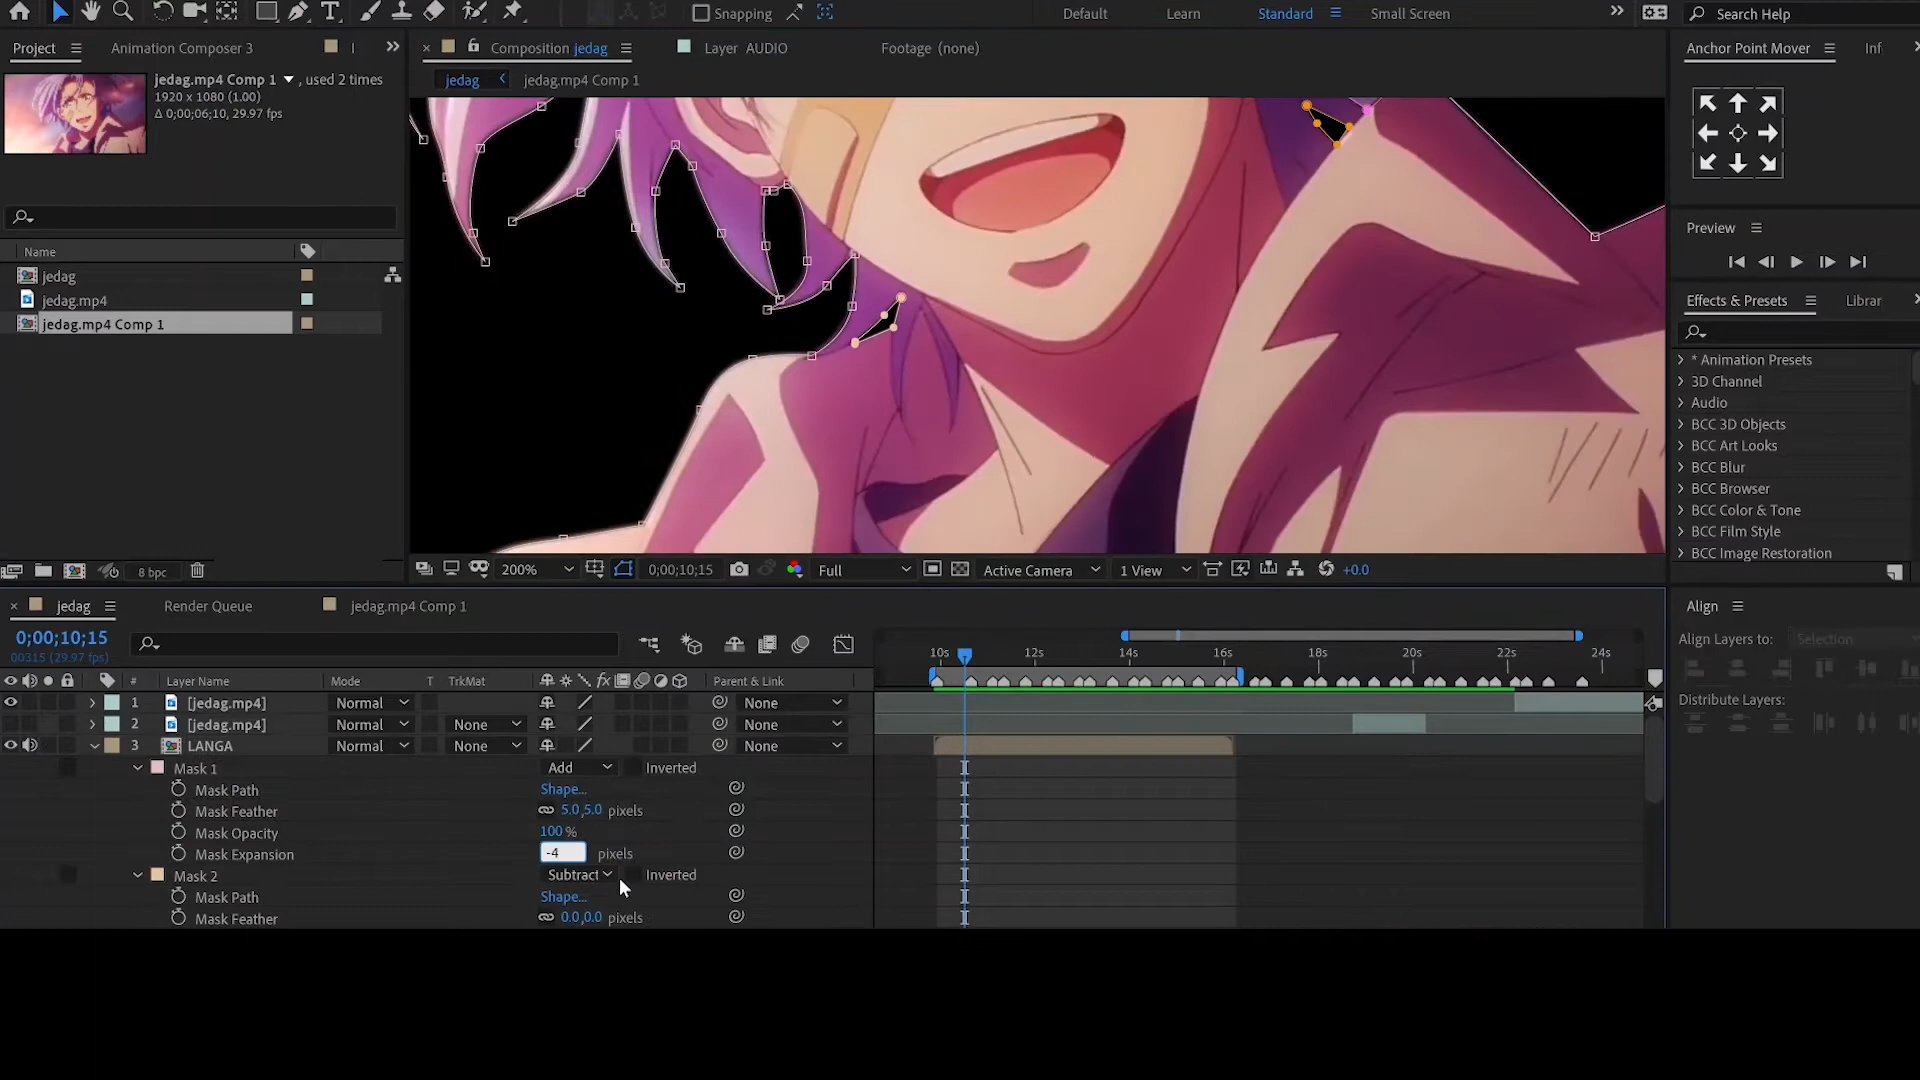 Snapping
Default
Learn
Standard
Small Screen
Search Help
Project
Animation Composer 3
Composition jedag
Layer AUDIO
Footage (none)
Anchor Point Mover
Inf
jedag.mp4 Comp 1 , used 2 times
1920 x 1080 (1.00)
Δ 0;00;06;10, 29.97 fps
jedag
jedag.mp4 Comp 1
Name
jedag
jedag.mp4
jedag.mp4 Comp 1
Preview
Effects & Presets
Librar
* Animation Presets
3D Channel
Audio
BCC 3D Objects
BCC Art Looks
BCC Blur
BCC Browser
BCC Color & Tone
BCC Film Style
BCC Image Restoration
8 bpc
200%
0;00;10;15
Full
Active Camera
1 View
+0.0
jedag
Render Queue
jedag.mp4 Comp 1
Align
0;00;10;15
00315 (29.97 fps)
10s
12s
14s
16s
18s
20s
22s
24s
Align Layers to:
Selection
Distribute Layers:
#
Layer Name
Mode
T
TrkMat
fx
Parent & Link
1
[jedag.mp4]
Normal
None
2
[jedag.mp4]
Normal
None
None
3
LANGA
Normal
None
None
Mask 1
Add
Inverted
Mask Path
Shape...
Mask Feather
5.0,5.0 pixels
Mask Opacity
100 %
Mask Expansion
-4
pixels
Mask 2
Subtract
Inverted
Mask Path
Shape...
Mask Feather
0.0,0.0 pixels